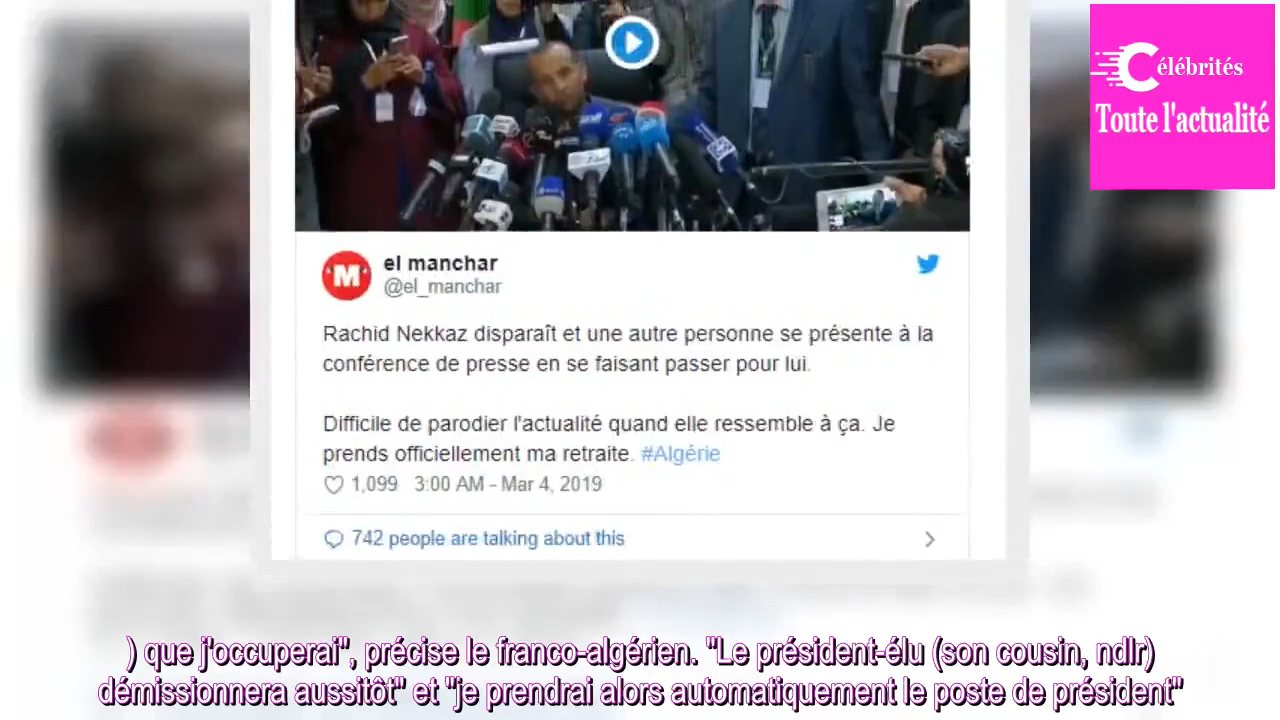 Célébrités
Toute l'actualité
M
el manchar
@el_manchar
Rachid Nekkaz disparaît et une autre personne se présente à la
conférence de presse en se faisant passer pour lui.
Difficile de parodier l'actualité quand elle ressemble à ça. Je
prends officiellement ma retraite. #Algérie
1,099 3:00 AM - Mar 4, 2019
742 people are talking about this
) que j'occuperai", précise le franco-algérien. "Le président-élu (son cousin, ndlr)
démissionnera aussitôt" et "je prendrai alors automatiquement le poste de président"